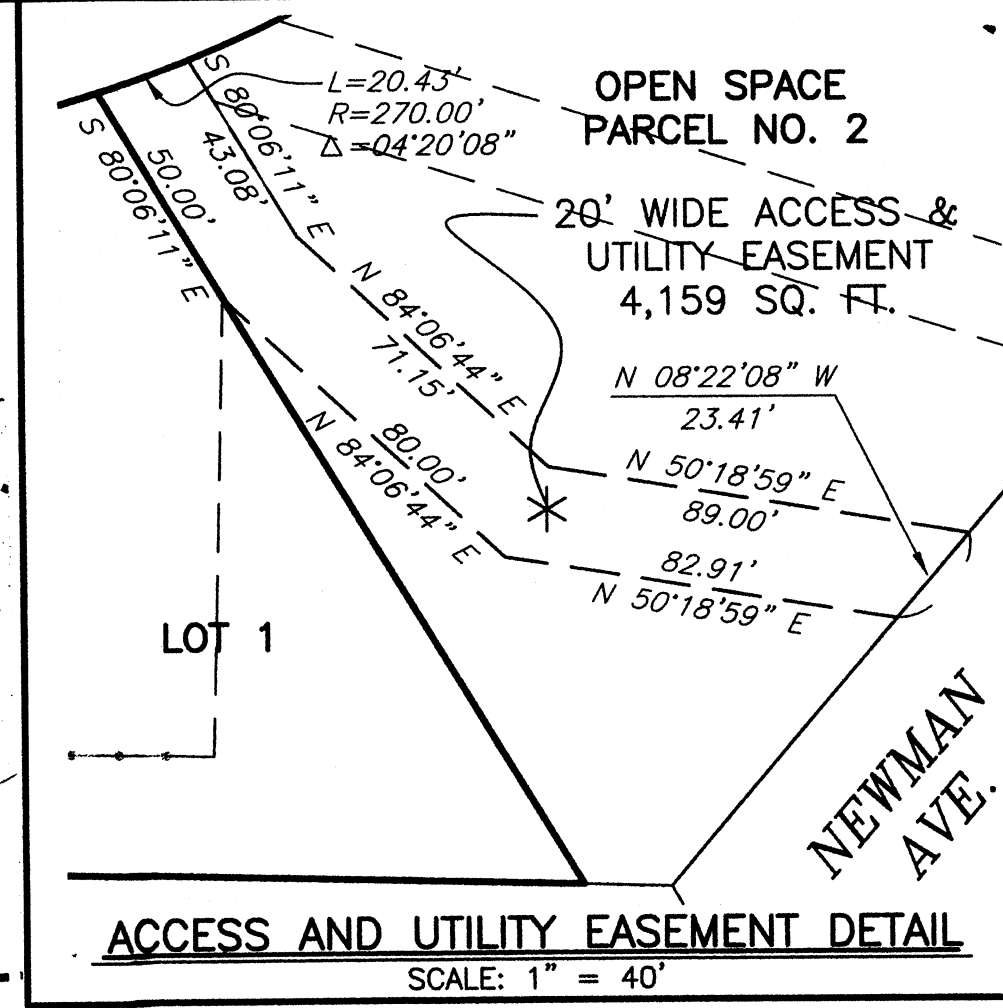 L=20.43'
R=270.00'
Δ=04°20'08"
OPEN SPACE
PARCEL NO. 2
S 80°06'11" E
43.08'
50.00'
S 80°06'11" E
20' WIDE ACCESS &
UTILITY EASEMENT
4,159 SQ. FT.
N 84°06'44" E
71.15'
80.00'
N 84°06'44" E
N 08°22'08" W
23.41'
N 50°18'59" E
89.00'
82.91'
N 50°18'59" E
LOT 1
NEWMAN
AVE.
ACCESS AND UTILITY EASEMENT DETAIL
SCALE: 1" = 40'